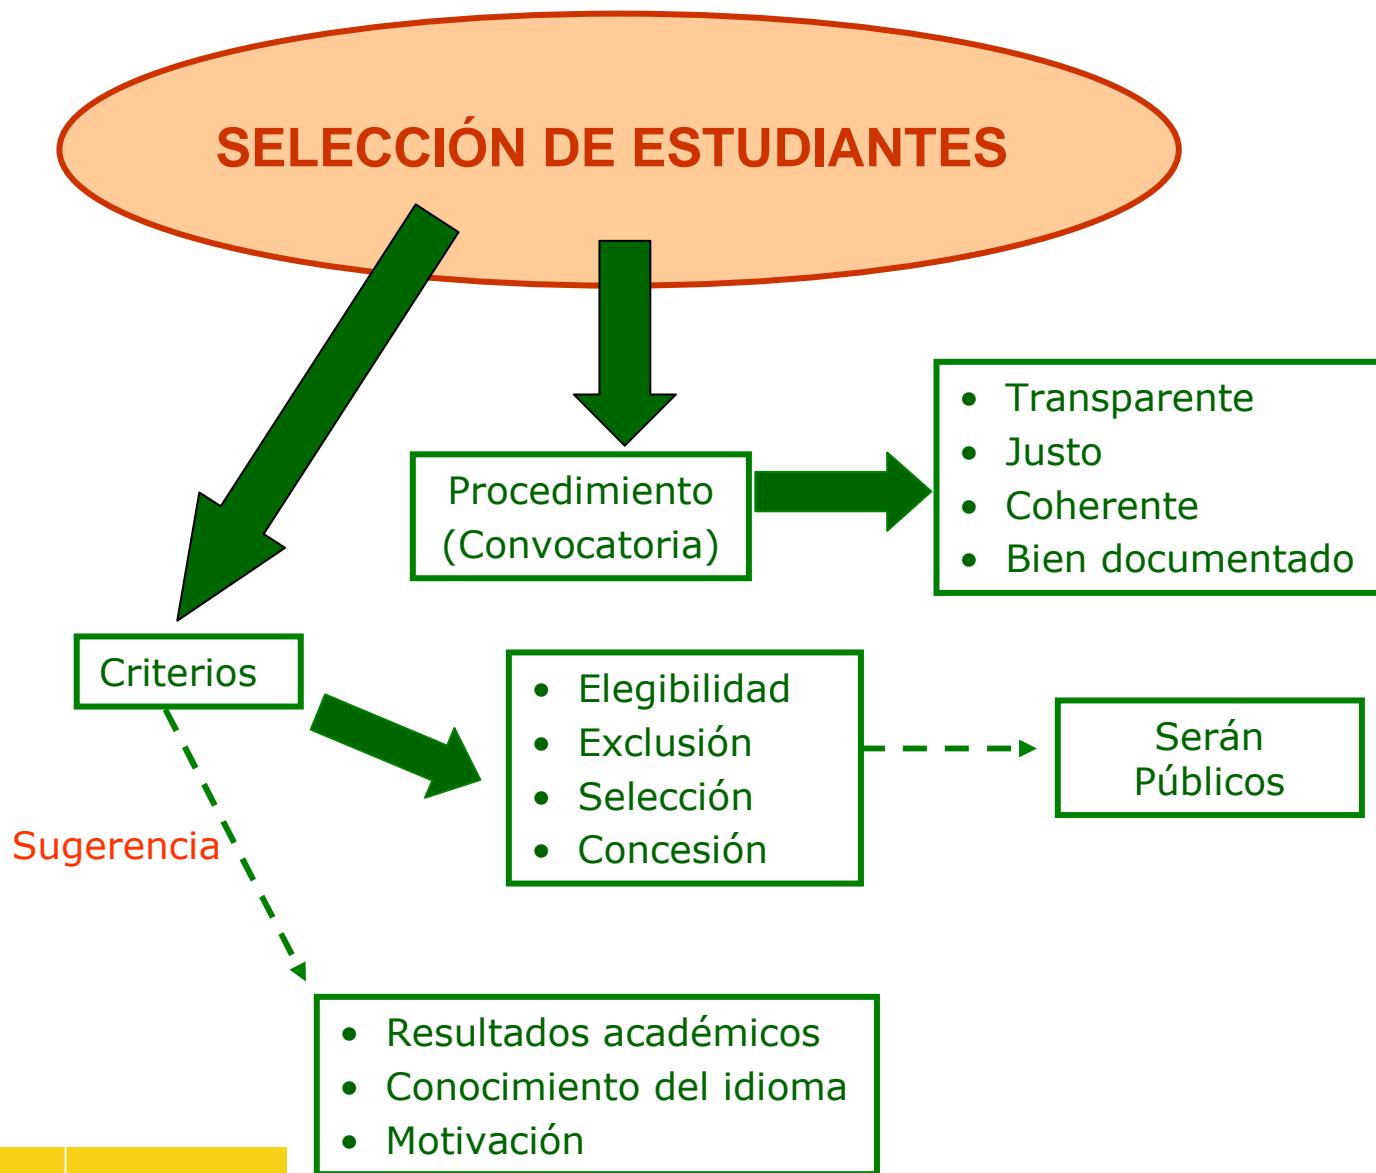 SELECCIÓN DE ESTUDIANTES
Procedimiento
(Convocatoria)
• Transparente
• Justo
• Coherente
• Bien documentado
Criterios
• Elegibilidad
• Exclusión
• Selección
• Concesión
Serán
Públicos
Sugerencia
• Resultados académicos
• Conocimiento del idioma
• Motivación